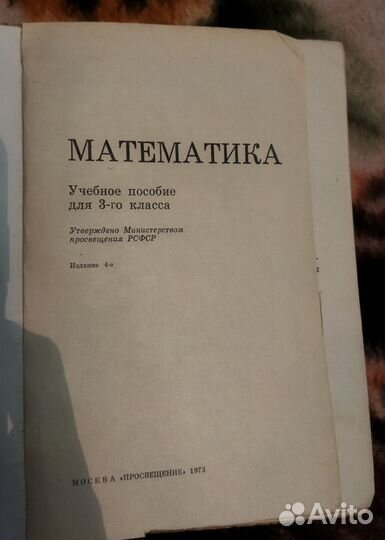 МАТЕМАТИКА
Учебное пособие
для 3-го класса
Утверждено Министерством
просвещения РСФСР
Издание 4-е
МОСКВА «ПРОСВЕЩЕНИЕ» 1973
Avito